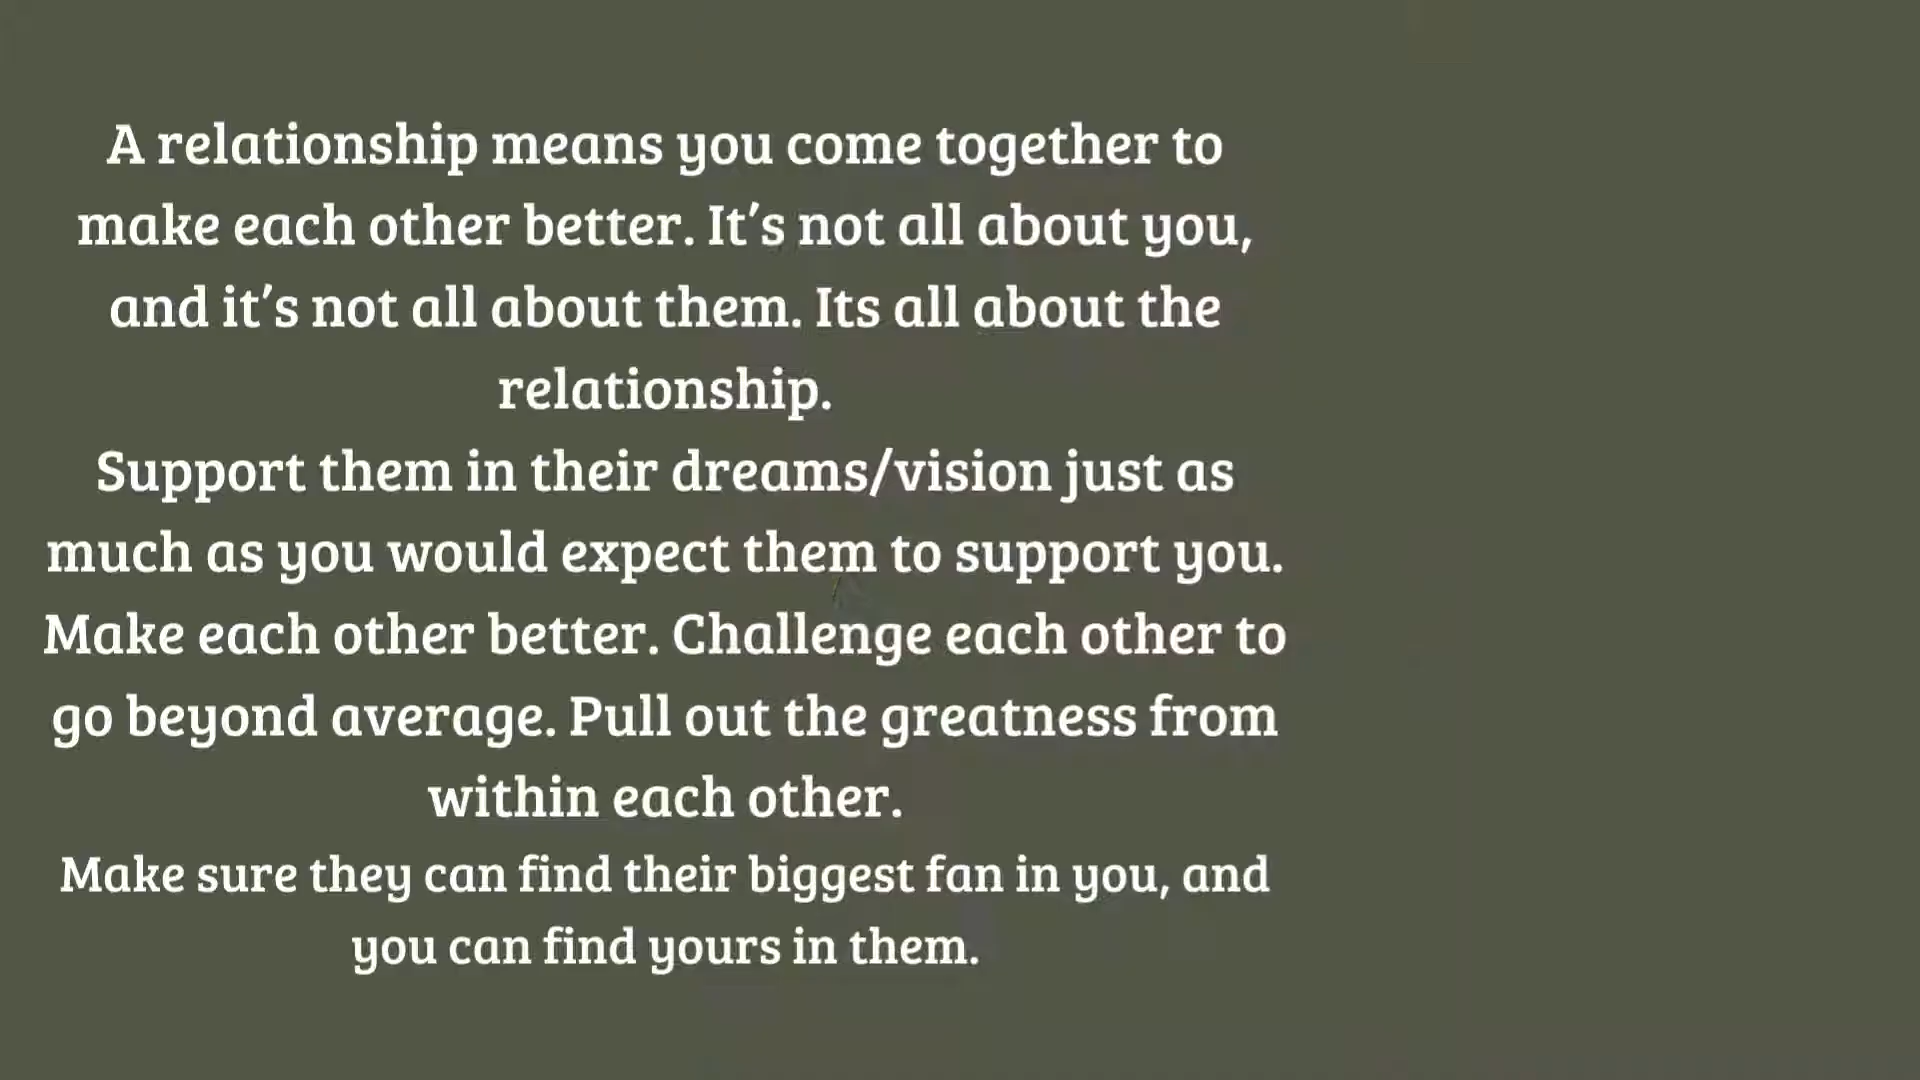 A relationship means you come together to
make each other better. It’s not all about you,
and it’s not all about them. Its all about the
relationship.
Support them in their dreams/vision just as
much as you would expect them to support you.
Make each other better. Challenge each other to
go beyond average. Pull out the greatness from
within each other.
Make sure they can find their biggest fan in you, and
you can find yours in them.